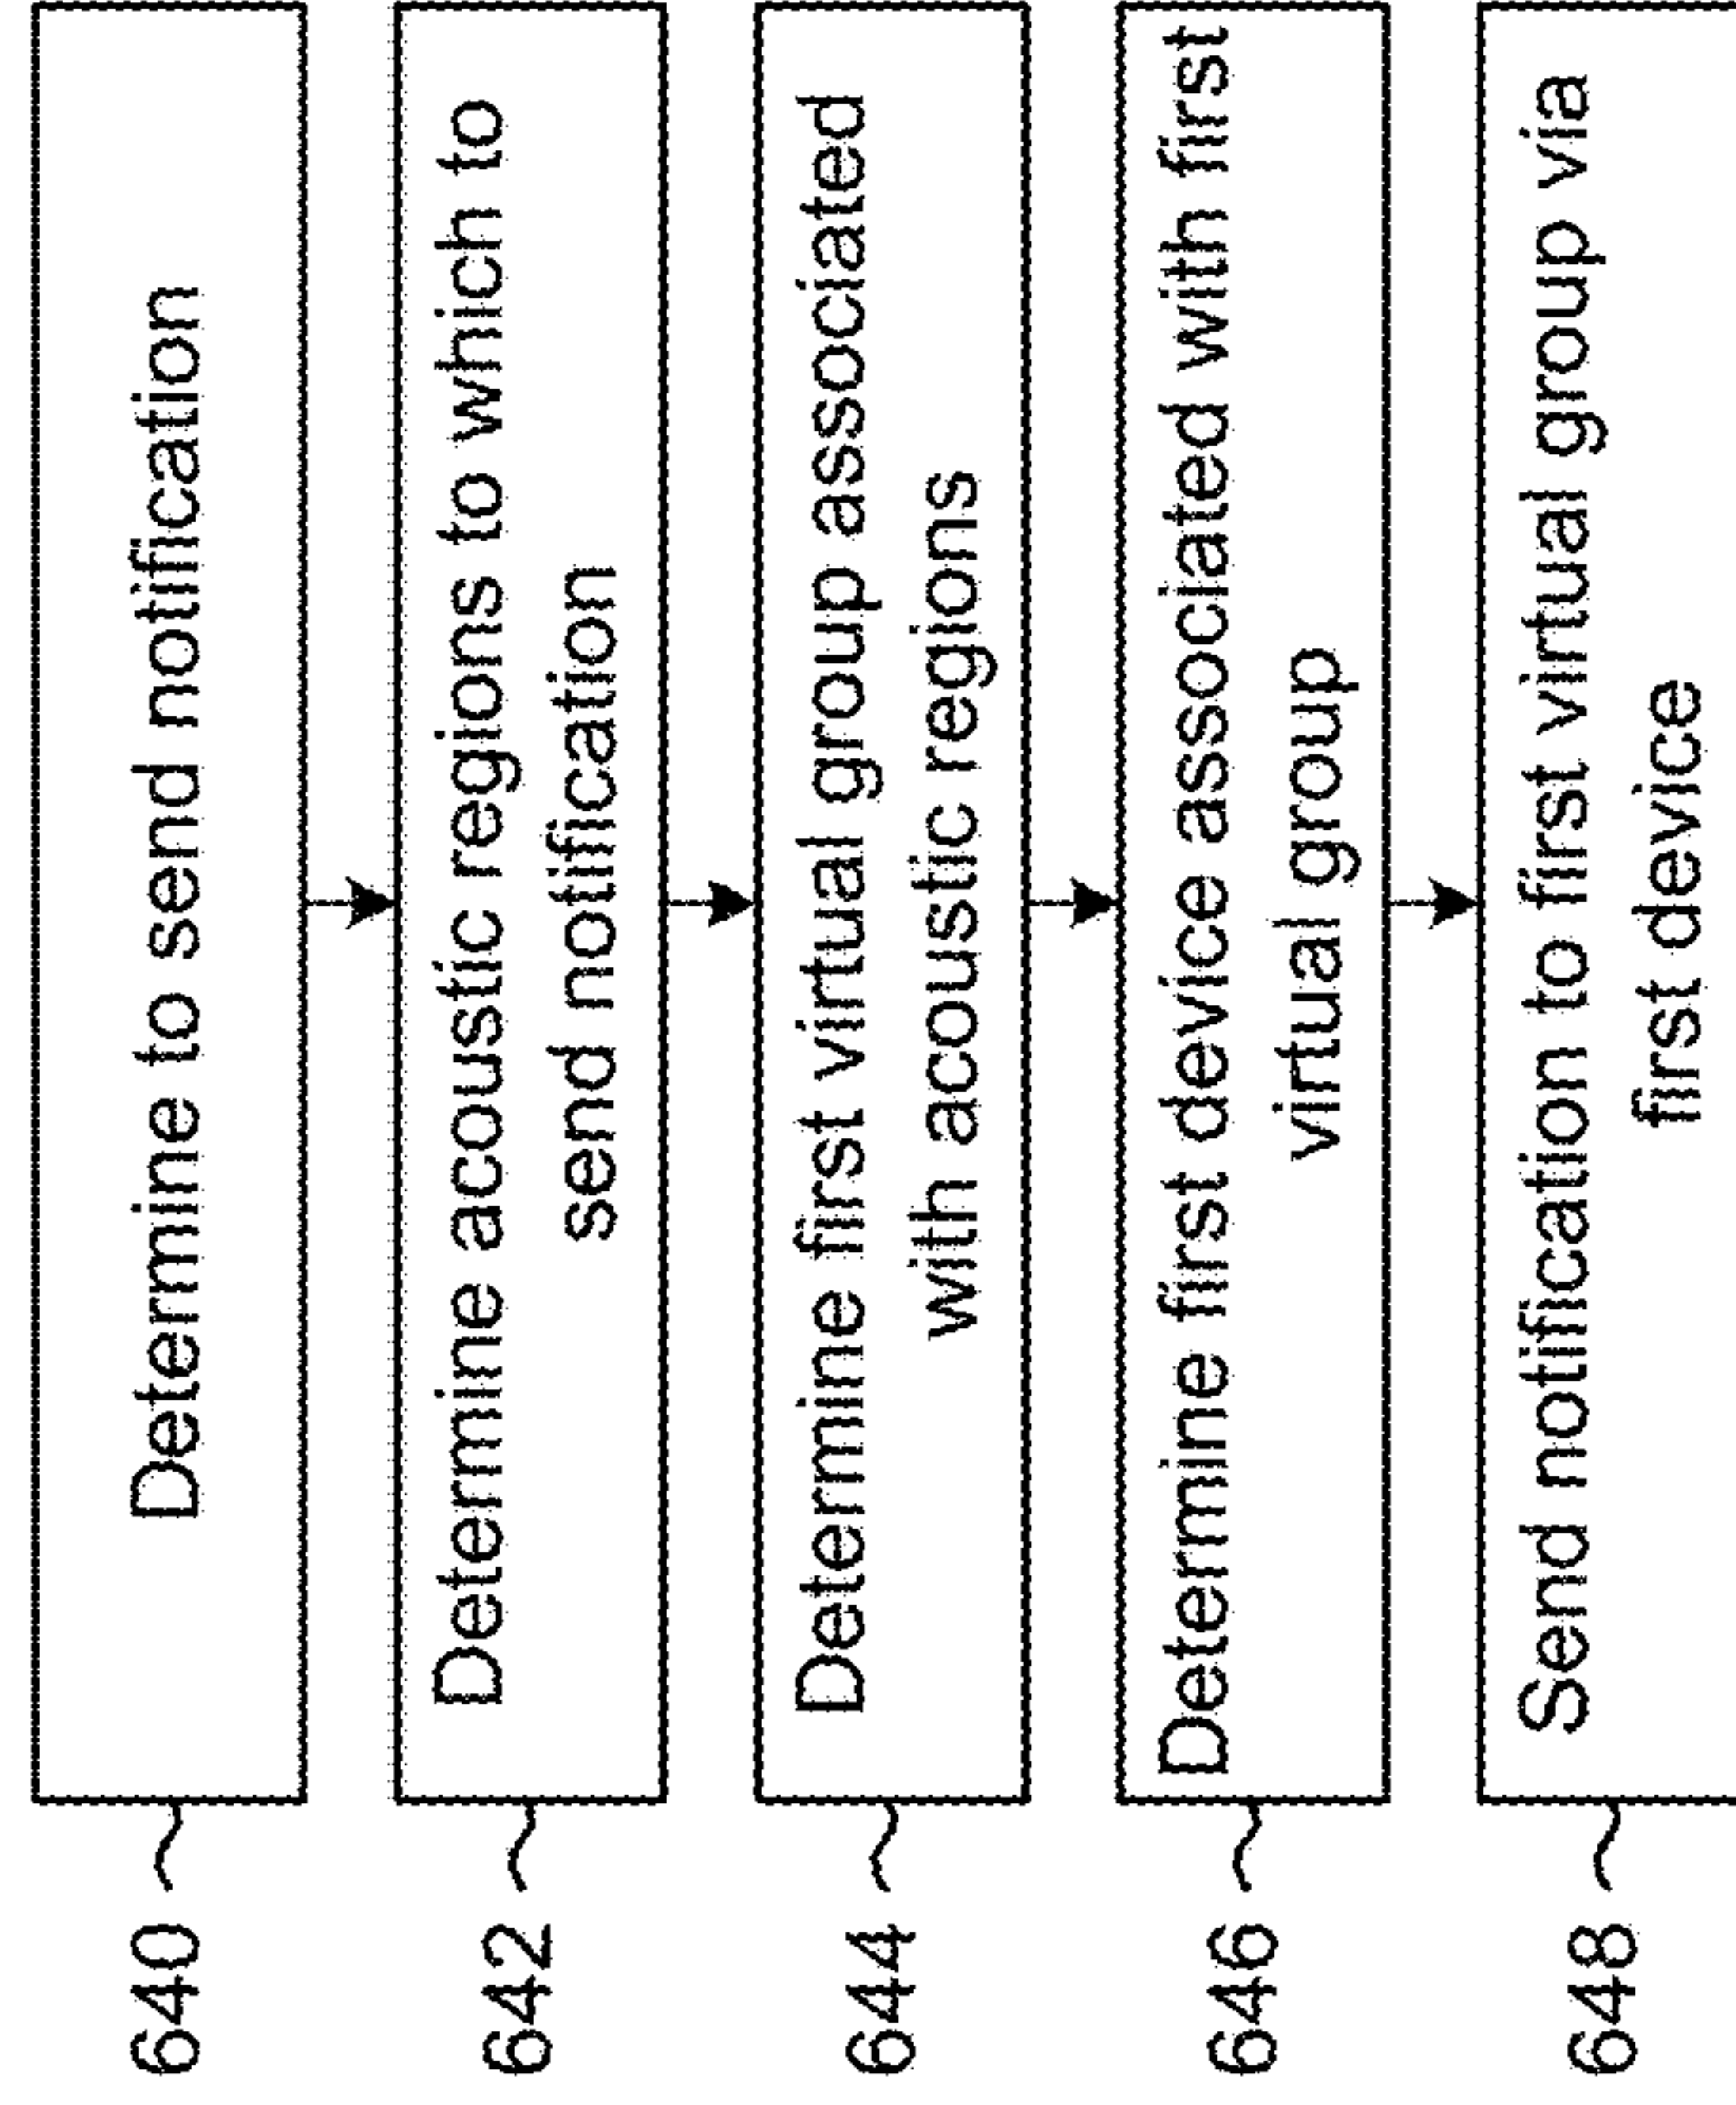 640
Determine to send notification
642
Determine acoustic regions to which to
send notification
644
Determine first virtual group associated
with acoustic regions
646
Determine first device associated with first
virtual group
648
Send notification to first virtual group via
first device